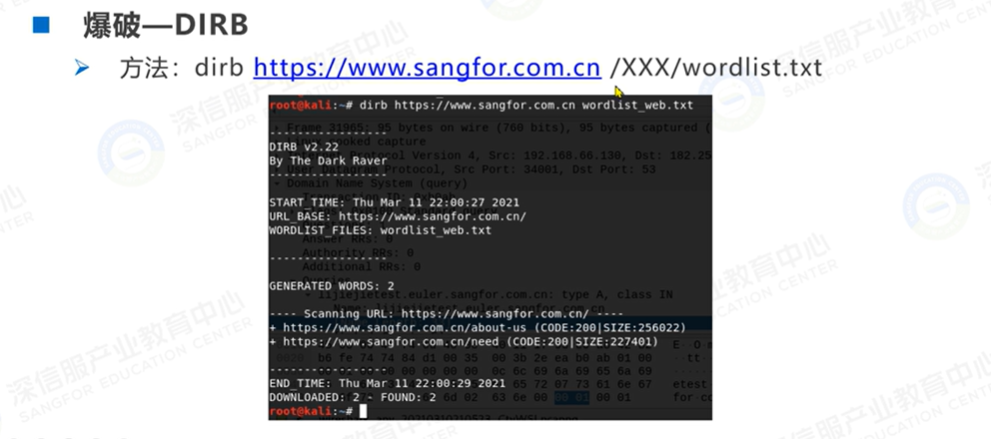 爆破—DIRB
方法：dirb https://www.sangfor.com.cn /XXX/wordlist.txt
root@kali:~# dirb https://www.sangfor.com.cn wordlist_web.txt
-----------------
DIRB v2.22
By The Dark Raver
-----------------
START_TIME: Thu Mar 11 22:00:27 2021
URL_BASE: https://www.sangfor.com.cn/
WORDLIST_FILES: wordlist_web.txt
-----------------
GENERATED WORDS: 2
---- Scanning URL: https://www.sangfor.com.cn/ ----
+ https://www.sangfor.com.cn/about-us (CODE:200|SIZE:256022)
+ https://www.sangfor.com.cn/need (CODE:200|SIZE:227401)
-----------------
END_TIME: Thu Mar 11 22:00:29 2021
DOWNLOADED: 2 - FOUND: 2
root@kali:~#
深信服产业教育中心
SANGFOR EDUCATION CENTER